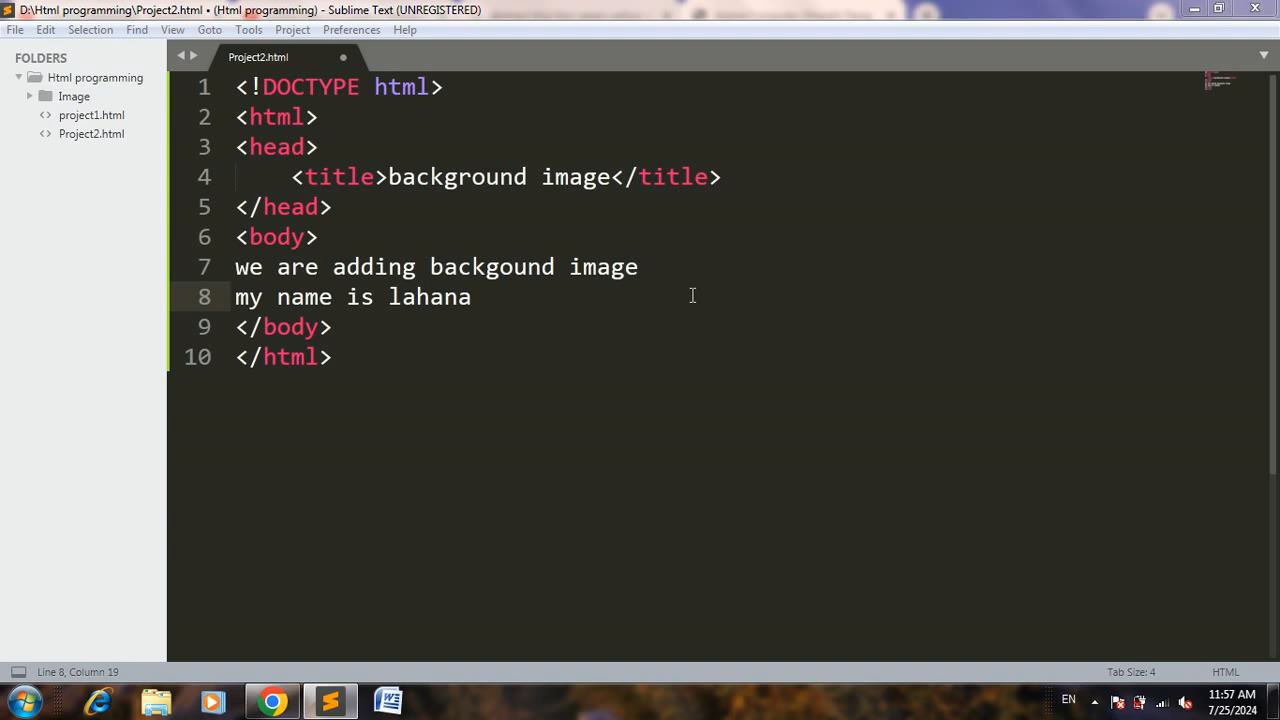 D:\Html programming\Project2.html • (Html programming) - Sublime Text (UNREGISTERED)
File Edit Selection Find View Goto Tools Project Preferences Help
FOLDERS
Html programming
Image
project1.html
Project2.html
Project2.html
1 <!DOCTYPE html>
2 <html>
3 <head>
4 <title>background image</title>
5 </head>
6 <body>
7 we are adding backgound image
8 my name is lahana
9 </body>
10 </html>
Line 8, Column 19
Tab Size: 4
HTML
EN
11:57 AM
7/25/2024